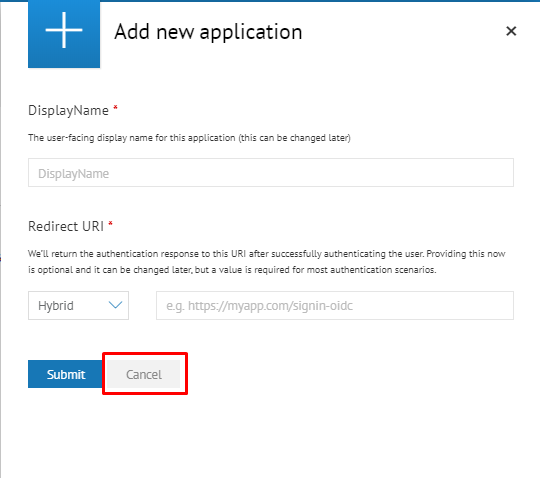 Add new application
DisplayName *
The user-facing display name for this application (this can be changed later)
DisplayName
Redirect URI *
We'll return the authentication response to this URI after successfully authenticating the user. Providing this now
is optional and it can be changed later, but a value is required for most authentication scenarios.
Hybrid e.g. https://myapp.com/signin-oidc
Submit Cancel